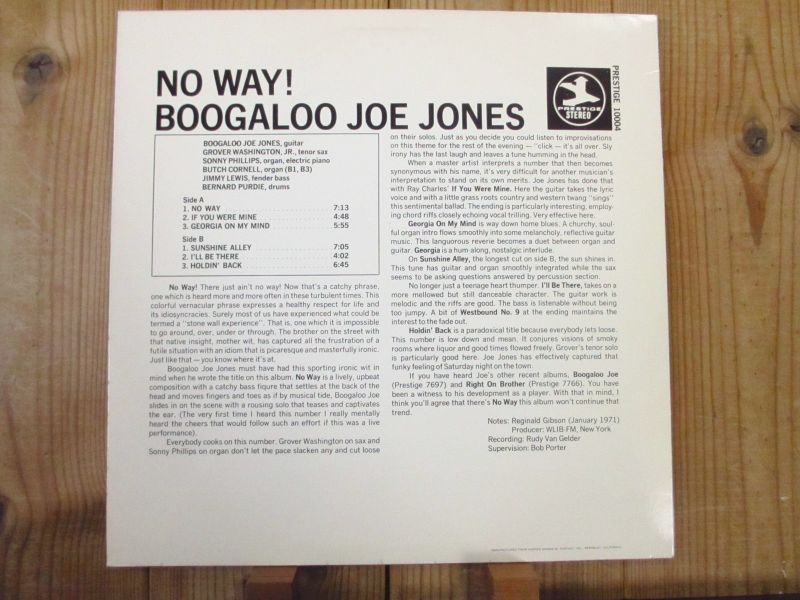 NO WAY!
BOOGALOO JOE JONES
PRESTIGE
STEREO
PRESTIGE 10004
BOOGALOO JOE JONES, guitar
GROVER WASHINGTON, JR., tenor sax
SONNY PHILLIPS, organ, electric piano
BUTCH CORNELL, organ (B1, B3)
JIMMY LEWIS, fender bass
BERNARD PURDIE, drums
Side A
1. NO WAY 7:13
2. IF YOU WERE MINE 4:48
3. GEORGIA ON MY MIND 5:55
Side B
1. SUNSHINE ALLEY 7:05
2. I'LL BE THERE 4:02
3. HOLDIN' BACK 6:45
No Way! There just ain't no way! Now that's a catchy phrase,
one which is heard more and more often in these turbulent times. This
colorful vernacular phrase expresses a healthy respect for life and
its idiosyncracies. Surely most of us have experienced what could be
termed a "stone wall experience". That is, one which it is impossible
to go around, over, under or through. The brother on the street with
that native insight, mother wit, has captured all the frustration of a
futile situation with an idiom that is picaresque and masterfully ironic.
Just like that — you know where it's at.
Boogaloo Joe Jones must have had this sporting ironic wit in
mind when he wrote the title on this album. No Way is a lively, upbeat
composition with a catchy bass figure that settles at the back of the
head and moves fingers and toes as if by musical tide, Boogaloo Joe
slides in on the scene with a rousing solo that teases and captivates
the ear. (The very first time I heard this number I really mentally
heard the cheers that would follow such an effort if this was a live
performance).
Everybody cooks on this number. Grover Washington on sax and
Sonny Phillips on organ don't let the pace slacken any and cut loose
on their solos. Just as you decide you could listen to improvisations
on this theme for the rest of the evening — "click — it's all over. Sly
irony has the last laugh and leaves a tune humming in the head.
When a master artist interprets a number that then becomes
synonymous with his name, it's very difficult for another musician's
interpretation to stand on its own merits. Joe Jones has done that
with Ray Charles' If You Were Mine. Here the guitar takes the lyric
voice and with a little grass roots country and western twang "sings"
this sentimental ballad. The ending is particularly interesting, employ-
ing chord riffs closely echoing vocal trilling. Very effective here.
Georgia On My Mind is way down home blues. A churchy, soul-
ful organ intro flows smoothly into some melancholy, reflective guitar
music. This languorous reverie becomes a duet between organ and
guitar. Georgia is a hum-along, nostalgic interlude.
On Sunshine Alley, the longest cut on side B, the sun shines in.
This tune has guitar and organ smoothly integrated while the sax
seems to be asking questions answered by percussion section.
No longer just a teenage heart thumper. I'll Be There, takes on a
more mellowed but still danceable character. The guitar work is
melodic and the riffs are good. The bass is listenable without being
too jumpy. A bit of Westbound No. 9 at the ending maintains the
interest to the fade out.
Holdin' Back is a paradoxical title because everybody lets loose.
This number is low down and mean. It conjures visions of smoky
rooms where liquor and good times flowed freely. Grover's tenor solo
is particularly good here. Joe Jones has effectively captured that
funky feeling of Saturday night on the town.
If you have heard Joe's other recent albums, Boogaloo Joe
(Prestige 7697) and Right On Brother (Prestige 7766). You have
been a witness to his development as a player. With that in mind, I
think you'll agree that there's No Way this album won't continue that
trend.
Notes: Reginald Gibson (January 1971)
Producer: WLIB-FM, New York
Recording: Rudy Van Gelder
Supervision: Bob Porter